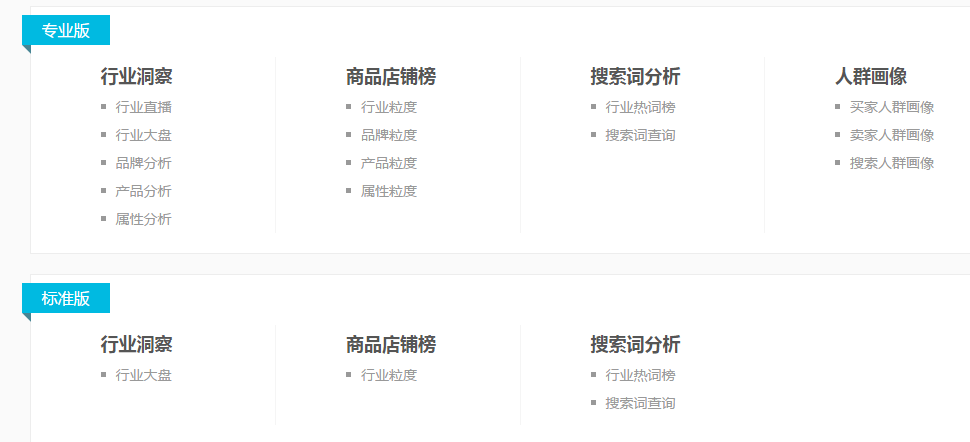 专业版
行业洞察
行业直播
行业大盘
品牌分析
产品分析
属性分析
商品店铺榜
行业粒度
品牌粒度
产品粒度
属性粒度
搜索词分析
行业热词榜
搜索词查询
人群画像
买家人群画像
卖家人群画像
搜索人群画像
标准版
行业洞察
行业大盘
商品店铺榜
行业粒度
搜索词分析
行业热词榜
搜索词查询